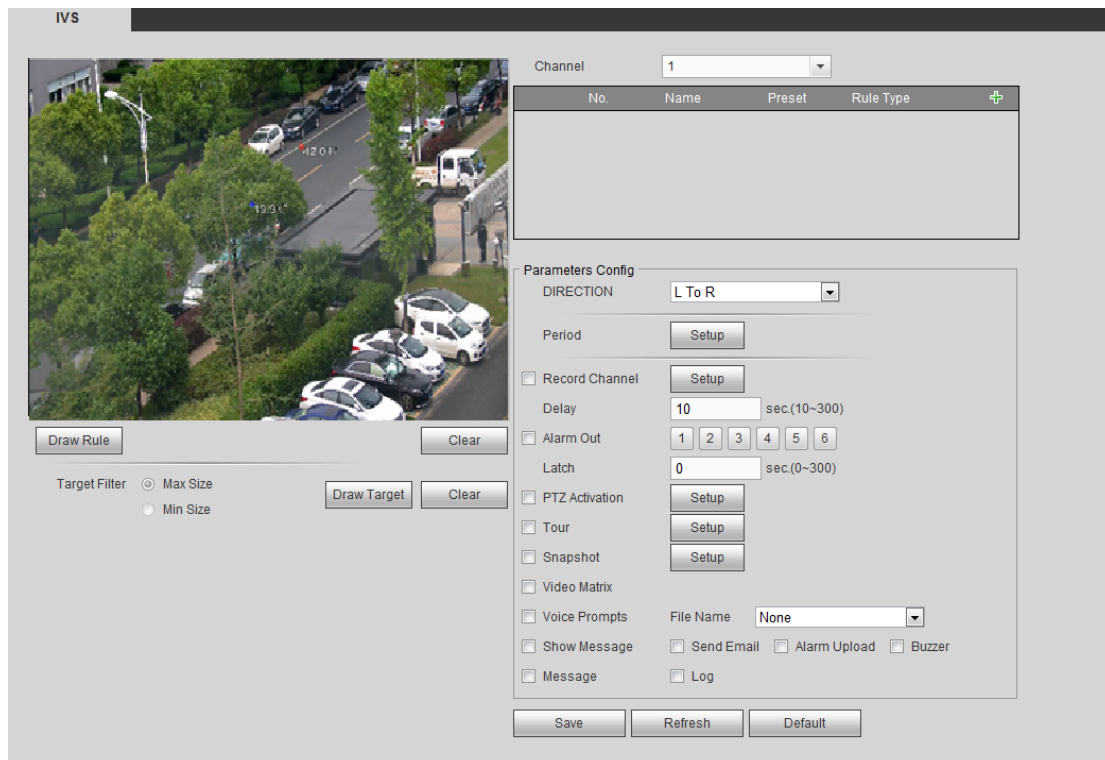 IVS
Channel 1
No. Name Preset Rule Type
Parameters Config
DIRECTION L To R
Period Setup
Record Channel Setup
Delay 10 sec.(10~300)
Alarm Out 1 2 3 4 5 6
Latch 0 sec.(0~300)
PTZ Activation Setup
Tour Setup
Snapshot Setup
Video Matrix
Voice Prompts File Name None
Show Message Send Email Alarm Upload Buzzer
Message Log
Save Refresh Default
Draw Rule Clear
Target Filter Max Size
Min Size
Draw Target Clear